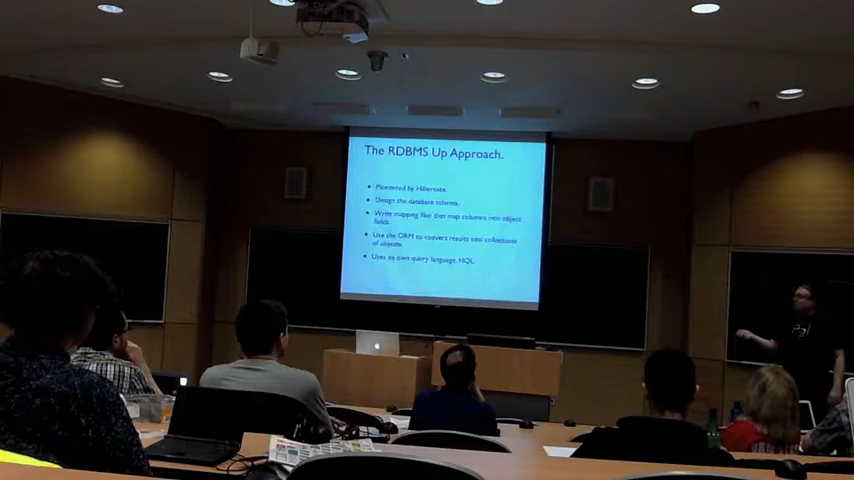 The RDBMS Up Approach.
• Pioneered by Hibernate.
• Design the database schema.
• Write mapping files that map columns into object
fields.
• Use the ORM to convert results into collections
of objects.
• Uses its own query language, HQL.